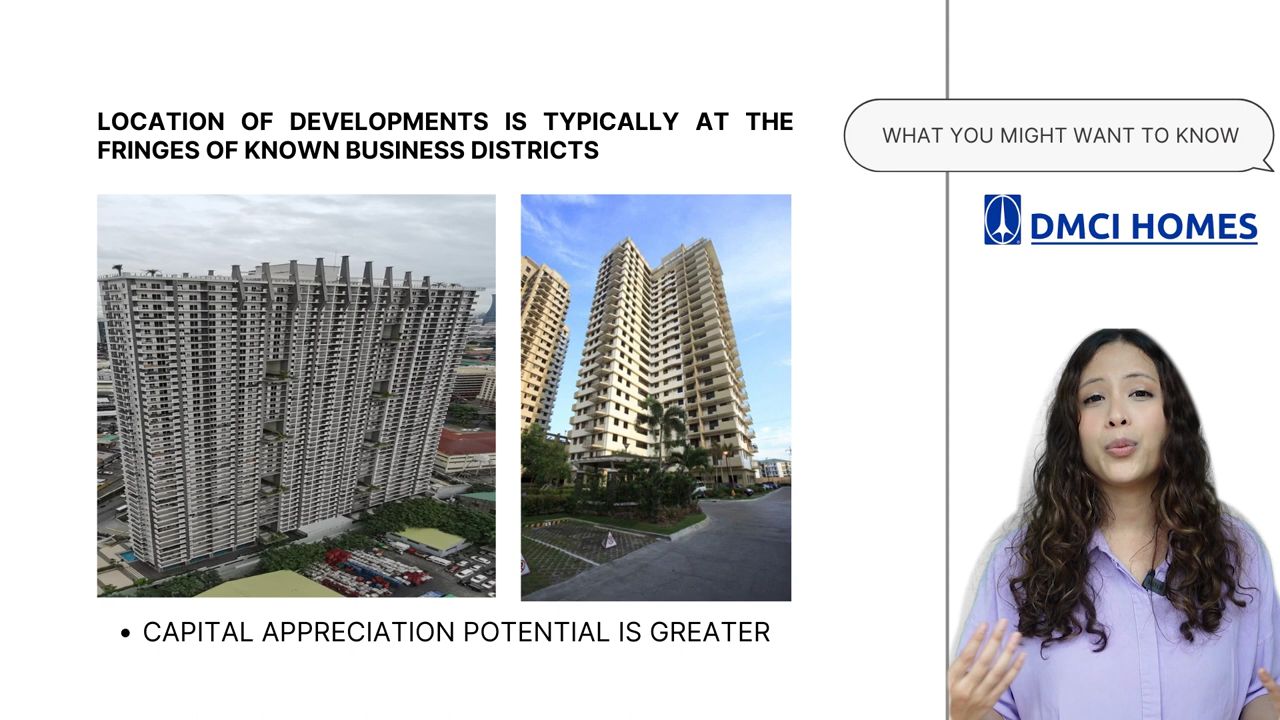 LOCATION OF DEVELOPMENTS IS TYPICALLY AT THE
FRINGES OF KNOWN BUSINESS DISTRICTS
WHAT YOU MIGHT WANT TO KNOW
DMCI HOMES
• CAPITAL APPRECIATION POTENTIAL IS GREATER